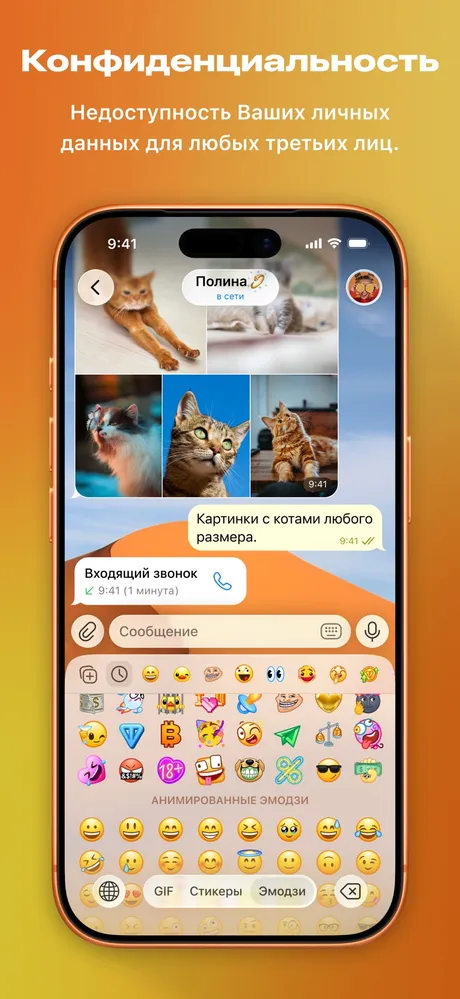 Конфиденциальность
Недоступность Ваших личных
данных для любых третьих лиц.
9:41
Полина
в сети
9:41
Картинки с котами любого
размера.
9:41
Входящий звонок
9:41 (1 минута)
Сообщение
18+
АНИМИРОВАННЫЕ ЭМОДЗИ
GIF Стикеры Эмодзи